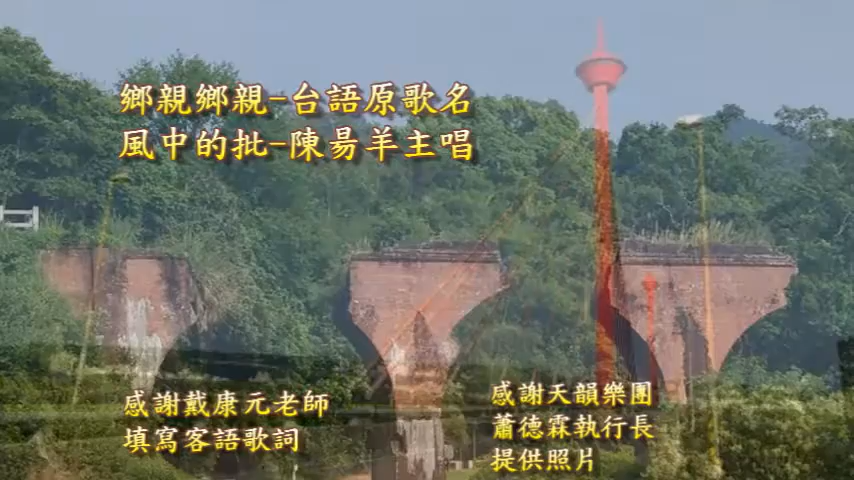 鄉親鄉親-台語原歌名
風中的批-陳昜羊主唱
感謝戴康元老師
填寫客語歌詞
感謝天韻樂團
蕭德霖執行長
提供照片